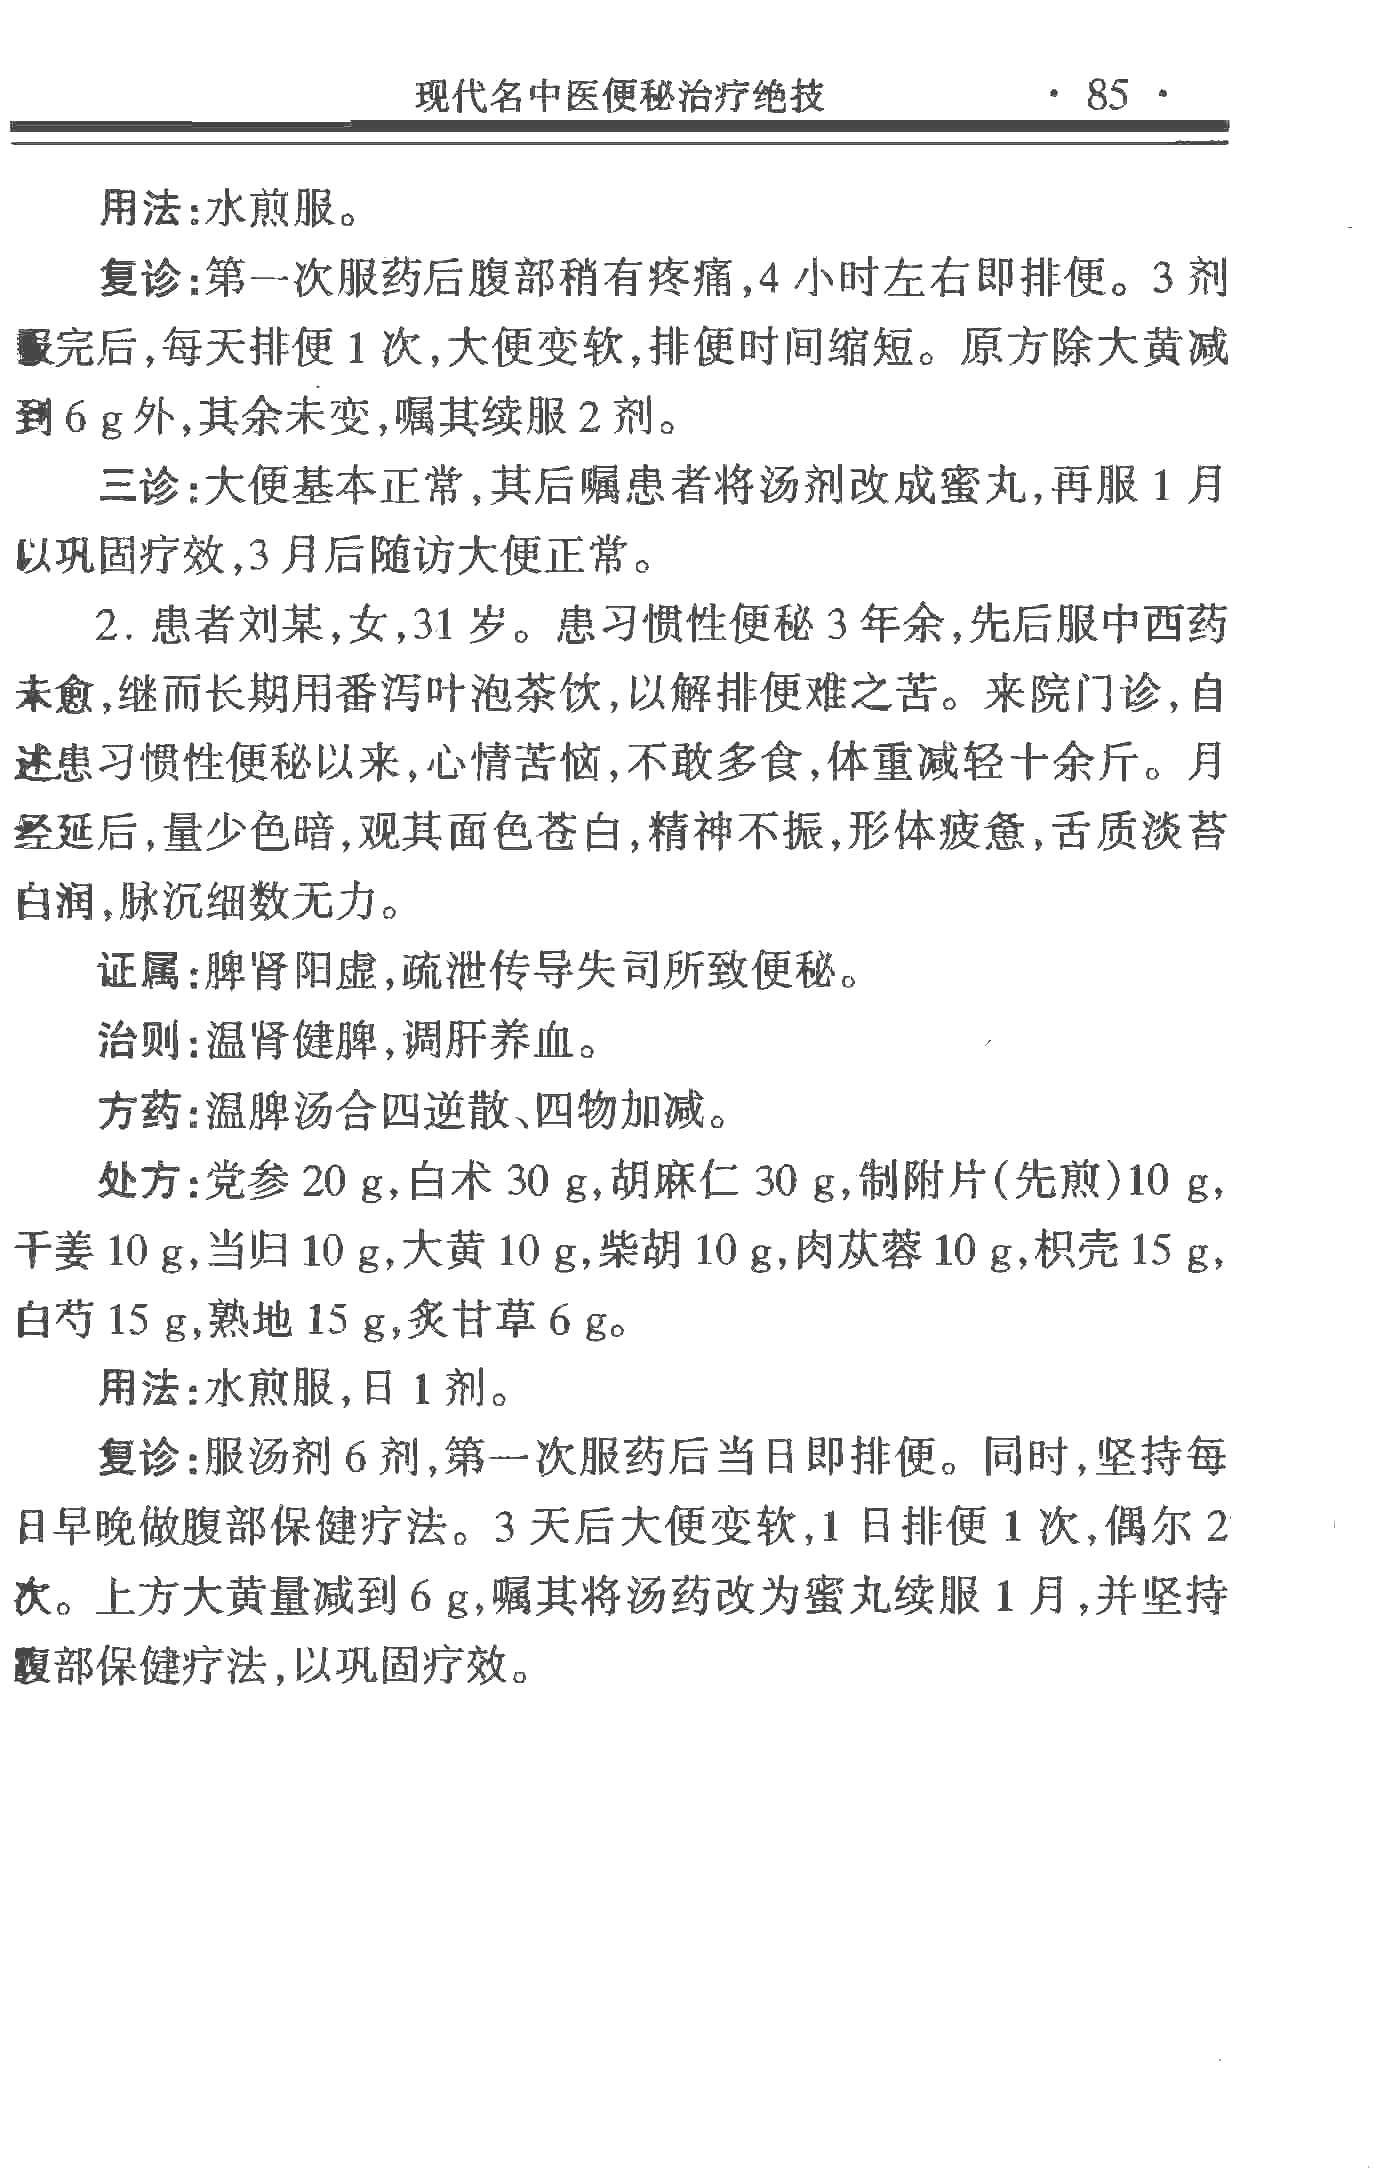 现代名中医便秘治疗绝技 · 85 ·
用法:水煎服。
复诊:第一次服药后腹部稍有疼痛,4 小时左右即排便。3 剂
服完后,每天排便 1 次,大便变软,排便时间缩短。原方除大黄减
到 6 g 外,其余未变,嘱其续服 2 剂。
三诊:大便基本正常,其后嘱患者将汤剂改成蜜丸,再服 1 月
以巩固疗效,3 月后随访大便正常。
2. 患者刘某,女,31 岁。患习惯性便秘 3 年余,先后服中西药
未愈,继而长期用番泻叶泡茶饮,以解排便难之苦。来院门诊,自
述患习惯性便秘以来,心情苦恼,不敢多食,体重减轻十余斤。月
经延后,量少色暗,观其面色苍白,精神不振,形体疲惫,舌质淡苔
白润,脉沉细数无力。
证属:脾肾阳虚,疏泄传导失司所致便秘。
治则:温肾健脾,调肝养血。
方药:温脾汤合四逆散、四物加减。
处方:党参 20 g,白术 30 g,胡麻仁 30 g,制附片(先煎)10 g,
干姜 10 g,当归 10 g,大黄 10 g,柴胡 10 g,肉苁蓉 10 g,枳壳 15 g,
白芍 15 g,熟地 15 g,炙甘草 6 g。
用法:水煎服,日 1 剂。
复诊:服汤剂 6 剂,第一次服药后当日即排便。同时,坚持每
日早晚做腹部保健疗法。3 天后大便变软,1 日排便 1 次,偶尔 2
次。上方大黄量减到 6 g,嘱其将汤药改为蜜丸续服 1 月,并坚持
腹部保健疗法,以巩固疗效。